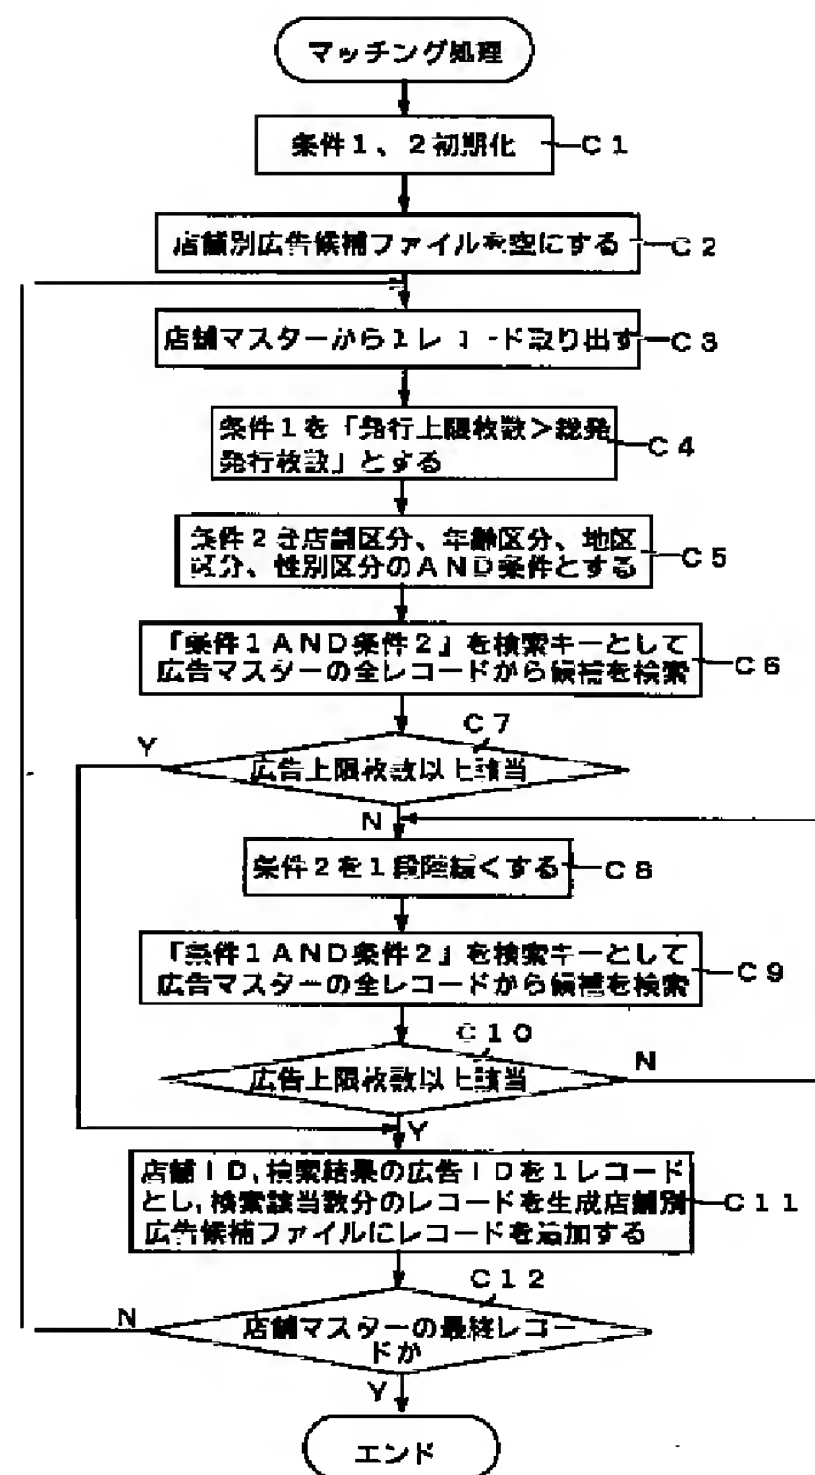 マッチング処理
条件1、2初期化
C1
店舗別広告候補ファイルを空にする
C2
店舗マスターから1レコード取り出す
C3
条件1を「発行上限枚数>総発
発行枚数」とする
C4
条件2を店舗区分、年齢区分、地区
区分、性別区分のAND条件とする
C5
「条件1AND条件2」を検索キーとして
広告マスターの全レコードから候補を検索
C6
C7
Y
広告上限枚数以上該当
N
条件2を1段階緩くする
C8
「条件1AND条件2」を検索キーとして
広告マスターの全レコードから候補を検索
C9
C10
広告上限枚数以上該当
N
Y
店舗ID,検索結果の広告IDを1レコード
とし,検索該当数分のレコードを生成店舗別
広告候補ファイルにレコードを追加する
C11
C12
N
店舗マスターの最終レコー
ドか
Y
エンド